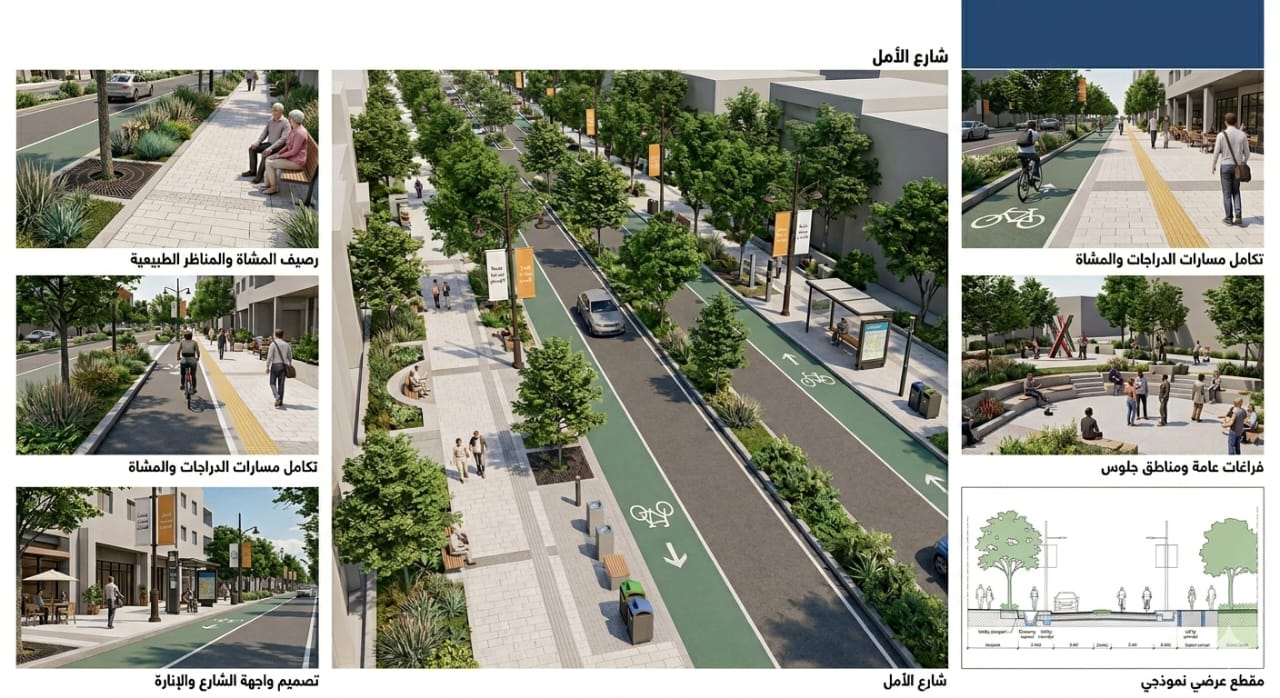 شارع الأمل
رصيف المشاة والمناظر الطبيعية
تكامل مسارات الدراجات والمشاة
تكامل مسارات الدراجات والمشاة
فراغات عامة ومناطق جلوس
تصميم واجهة الشارع والإنارة
شارع الأمل
مقطع عرضي نموذجي